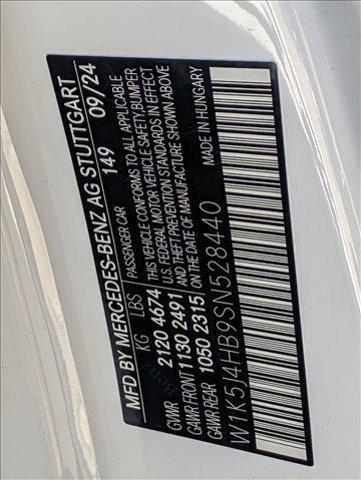 MFD BY MERCEDES-BENZ AG STUTTGART
149 09/24
KG LBS PASSENGER CAR
GWR 2120 4674 THIS VEHICLE CONFORMS TO ALL APPLICABLE
U.S. FEDERAL MOTOR VEHICLE SAFETY, BUMPER
GAWR FRONT 1130 2491 AND THEFT PREVENTION STANDARDS IN EFFECT
GAWR REAR 1050 2315 ON THE DATE OF MANUFACTURE SHOWN ABOVE
MADE IN HUNGARY
W1K5J4HB9SN528440